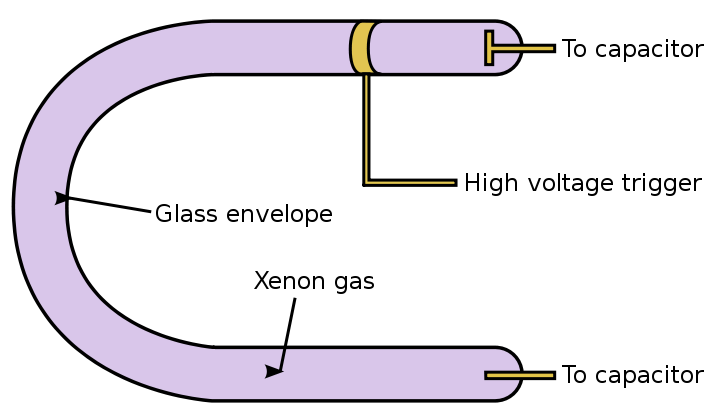 To capacitor
High voltage trigger
Glass envelope
Xenon gas
To capacitor